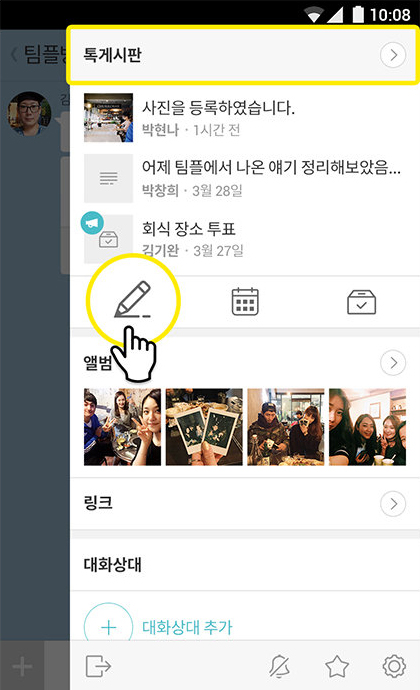 10:08
팀플방
톡게시판
사진을 등록하였습니다.
박현나 · 1시간 전
어제 팀플에서 나온 얘기 정리해보았음...
박창희 · 3월 28일
회식 장소 투표
김기완 · 3월 27일
앨범
링크
대화상대
대화상대 추가